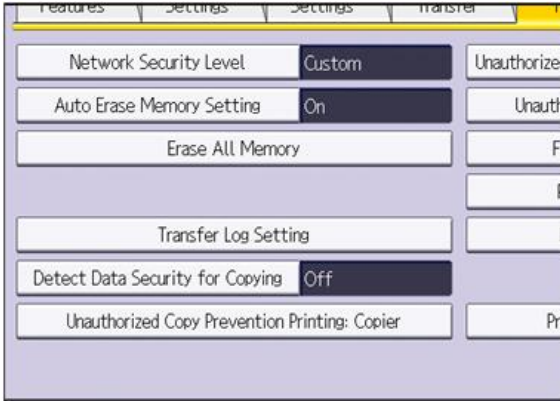 Features Settings Settings Transfer
Network Security Level Custom
Auto Erase Memory Setting On
Erase All Memory
Transfer Log Setting
Detect Data Security for Copying Off
Unauthorized Copy Prevention Printing: Copier